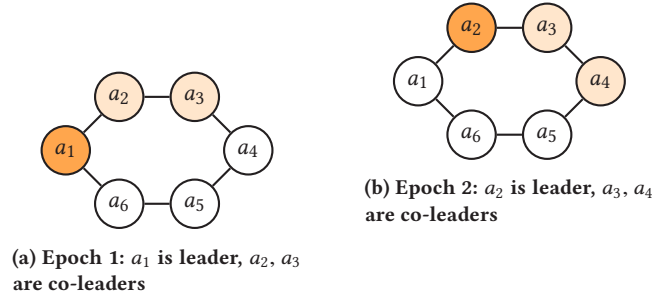 a₂ a₃
a₁ a₄
a₆ a₅
(a) Epoch 1: a₁ is leader, a₂, a₃
are co-leaders
a₂ a₃
a₁ a₄
a₆ a₅
(b) Epoch 2: a₂ is leader, a₃, a₄
are co-leaders